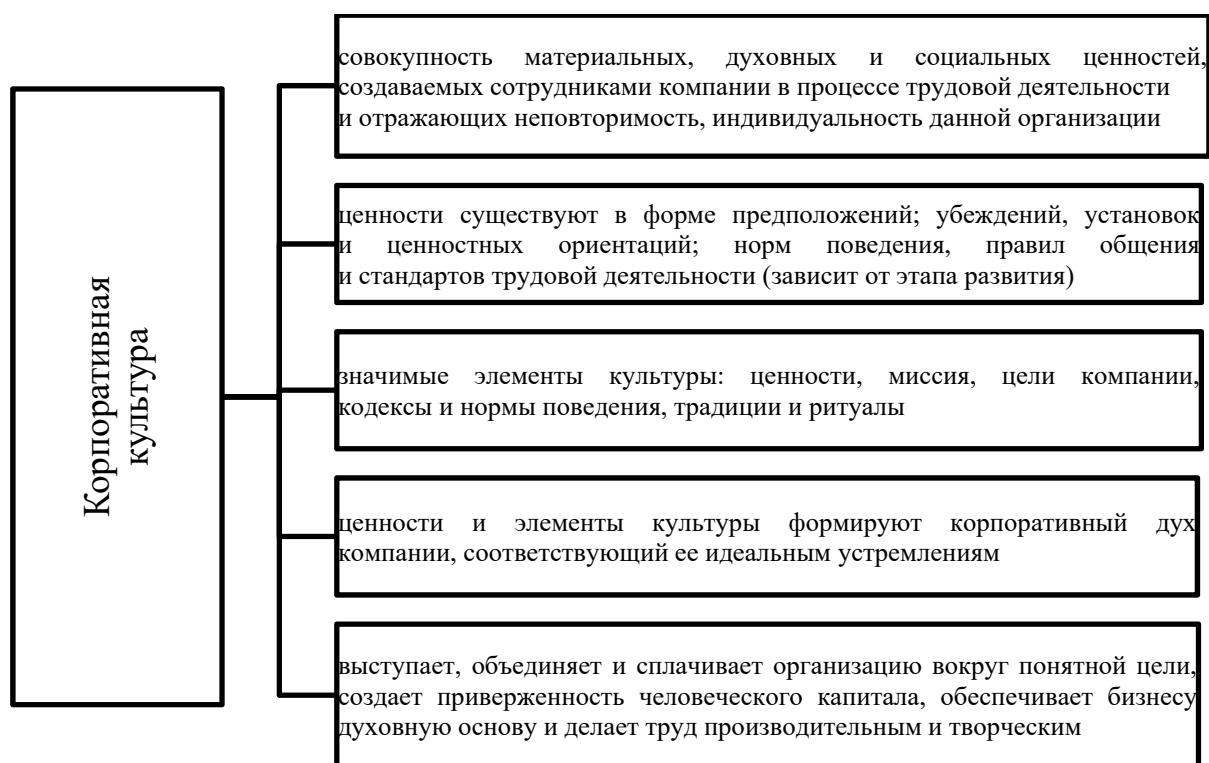 Корпоративная
культура
совокупность материальных, духовных и социальных ценностей,
создаваемых сотрудниками компании в процессе трудовой деятельности
и отражающих неповторимость, индивидуальность данной организации
ценности существуют в форме предположений; убеждений, установок
и ценностных ориентаций; норм поведения, правил общения
и стандартов трудовой деятельности (зависит от этапа развития)
значимые элементы культуры: ценности, миссия, цели компании,
кодексы и нормы поведения, традиции и ритуалы
ценности и элементы культуры формируют корпоративный дух
компании, соответствующий ее идеальным устремлениям
выступает, объединяет и сплачивает организацию вокруг понятной цели,
создает приверженность человеческого капитала, обеспечивает бизнесу
духовную основу и делает труд производительным и творческим